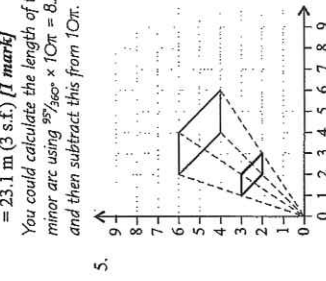 = 23.1 m (3 s.f.) [1 mark]
You could calculate the length of
minor arc using 95°/360° × 10π = 8.
and then subtract this from 10π.
5.
9
8
7
6
5
4
3
2
1
0
0 1 2 3 4 5 6 7 8 9